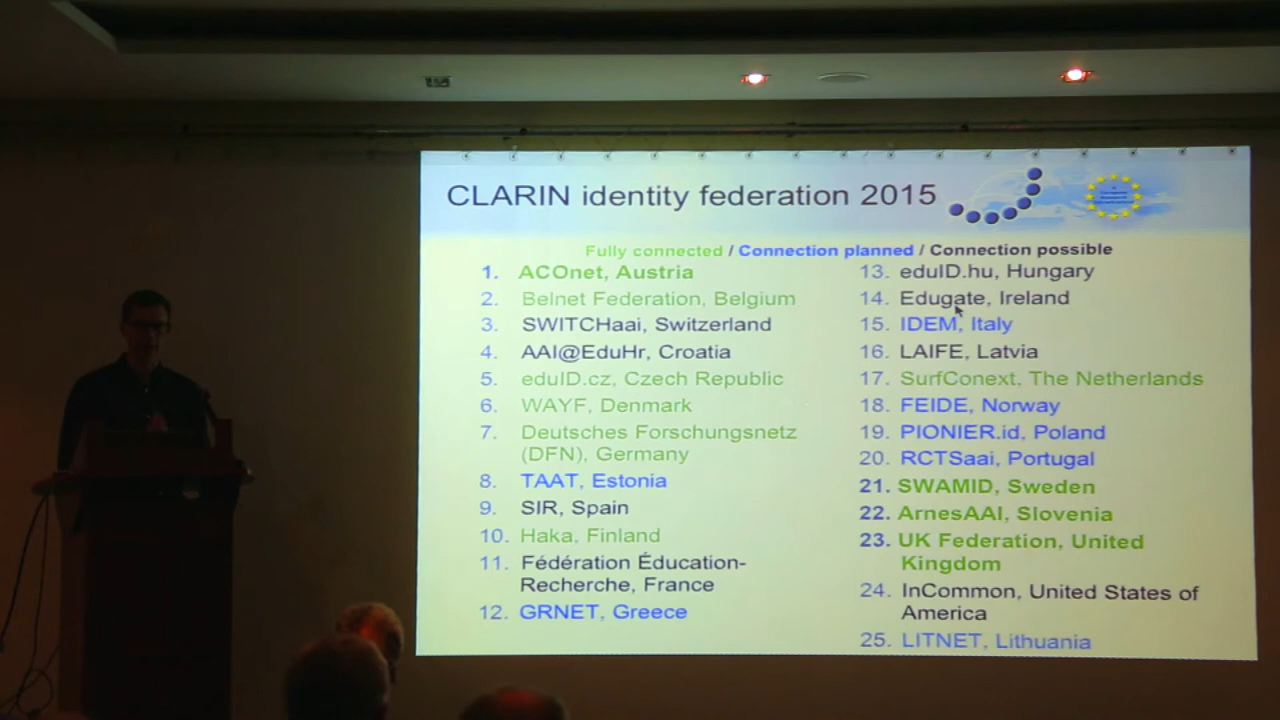 CLARIN identity federation 2015
Fully connected / Connection planned / Connection possible
1. ACOnet, Austria
2. Belnet Federation, Belgium
3. SWITCHaai, Switzerland
4. AAI@EduHr, Croatia
5. eduID.cz, Czech Republic
6. WAYF, Denmark
7. Deutsches Forschungsnetz
(DFN), Germany
8. TAAT, Estonia
9. SIR, Spain
10. Haka, Finland
11. Fédération Éducation-
Recherche, France
12. GRNET, Greece
13. eduID.hu, Hungary
14. Edugate, Ireland
15. IDEM, Italy
16. LAIFE, Latvia
17. SurfConext, The Netherlands
18. FEIDE, Norway
19. PIONIER.id, Poland
20. RCTSaai, Portugal
21. SWAMID, Sweden
22. ArnesAAI, Slovenia
23. UK Federation, United
Kingdom
24. InCommon, United States of
America
25. LITNET, Lithuania